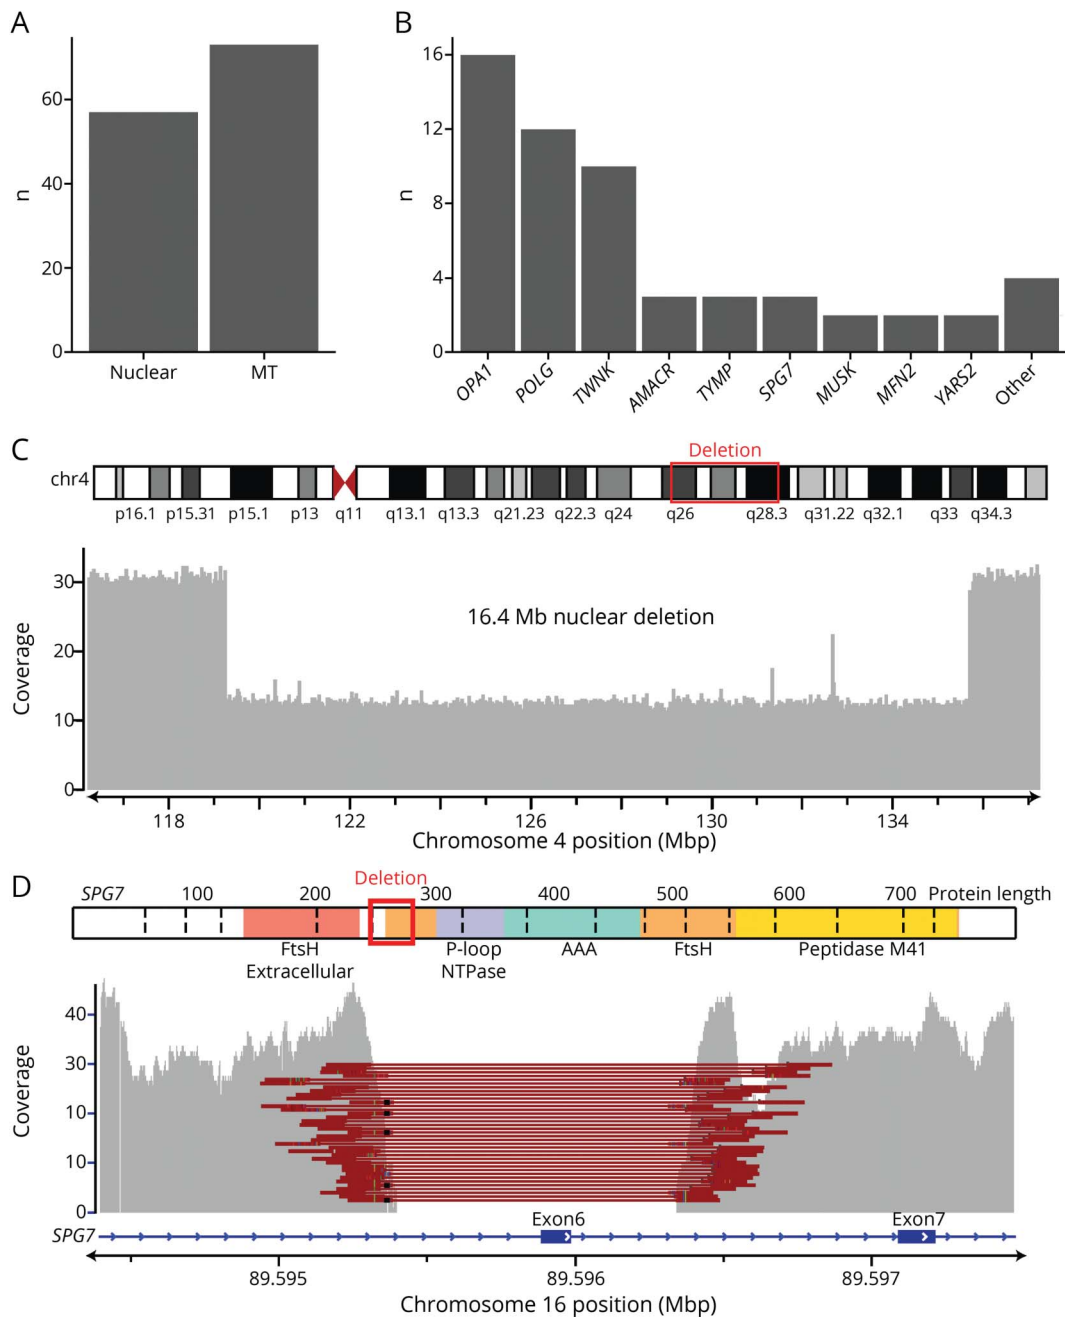 A
n
60
40
20
0
Nuclear
MT
B
n
16
12
8
4
0
OPA1
POLG
TWNK
AMACR
TYMP
SPG7
MUSK
MFN2
YARS2
Other
C
Deletion
chr4
p16.1 p15.31 p15.1 p13 q11 q13.1 q13.3 q21.23 q22.3 q24 q26 q28.3 q31.22 q32.1 q33 q34.3
Coverage
30
20
10
0
16.4 Mb nuclear deletion
118 122 126 130 134
Chromosome 4 position (Mbp)
D
Deletion
SPG7 100 200 300 400 500 600 700 Protein length
FtsH P-loop AAA FtsH Peptidase M41
Extracellular NTPase
Coverage
40
30
10
10
0
Exon6 Exon7
SPG7
89.595 89.596 89.597
Chromosome 16 position (Mbp)